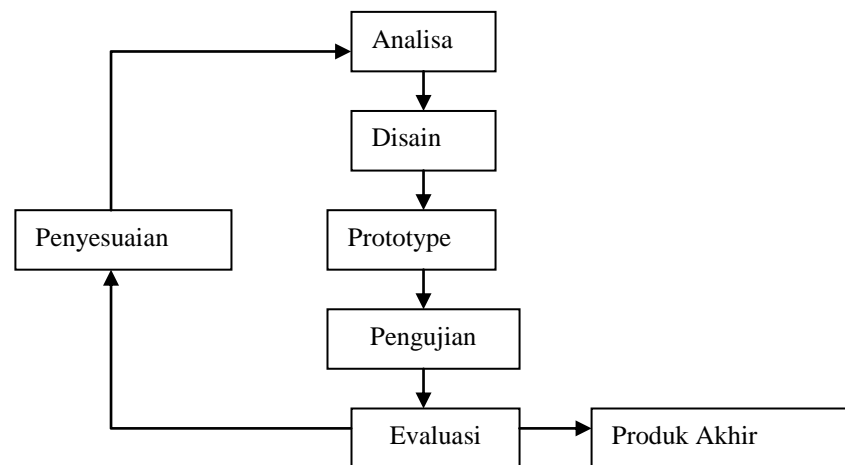 Analisa
Disain
Penyesuaian
Prototype
Pengujian
Evaluasi
Produk Akhir